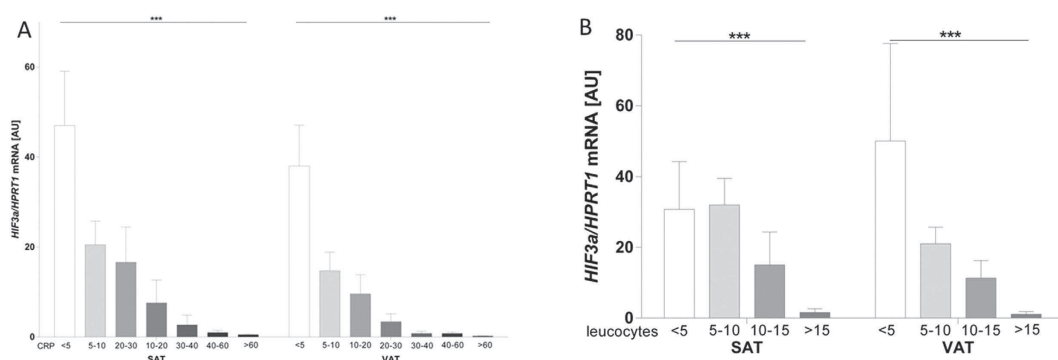 A
***
***
60
40
20
0
HIF3a/HPRT1 mRNA [AU]
CRP <5 5-10 20-30 10-20 30-40 40-60 >60 <5 5-10 10-20 20-30 30-40 40-60 >60
SAT VAT
B
80
60
40
20
0
***
***
HIF3a/HPRT1 mRNA [AU]
leucocytes <5 5-10 10-15 >15 <5 5-10 10-15 >15
SAT VAT